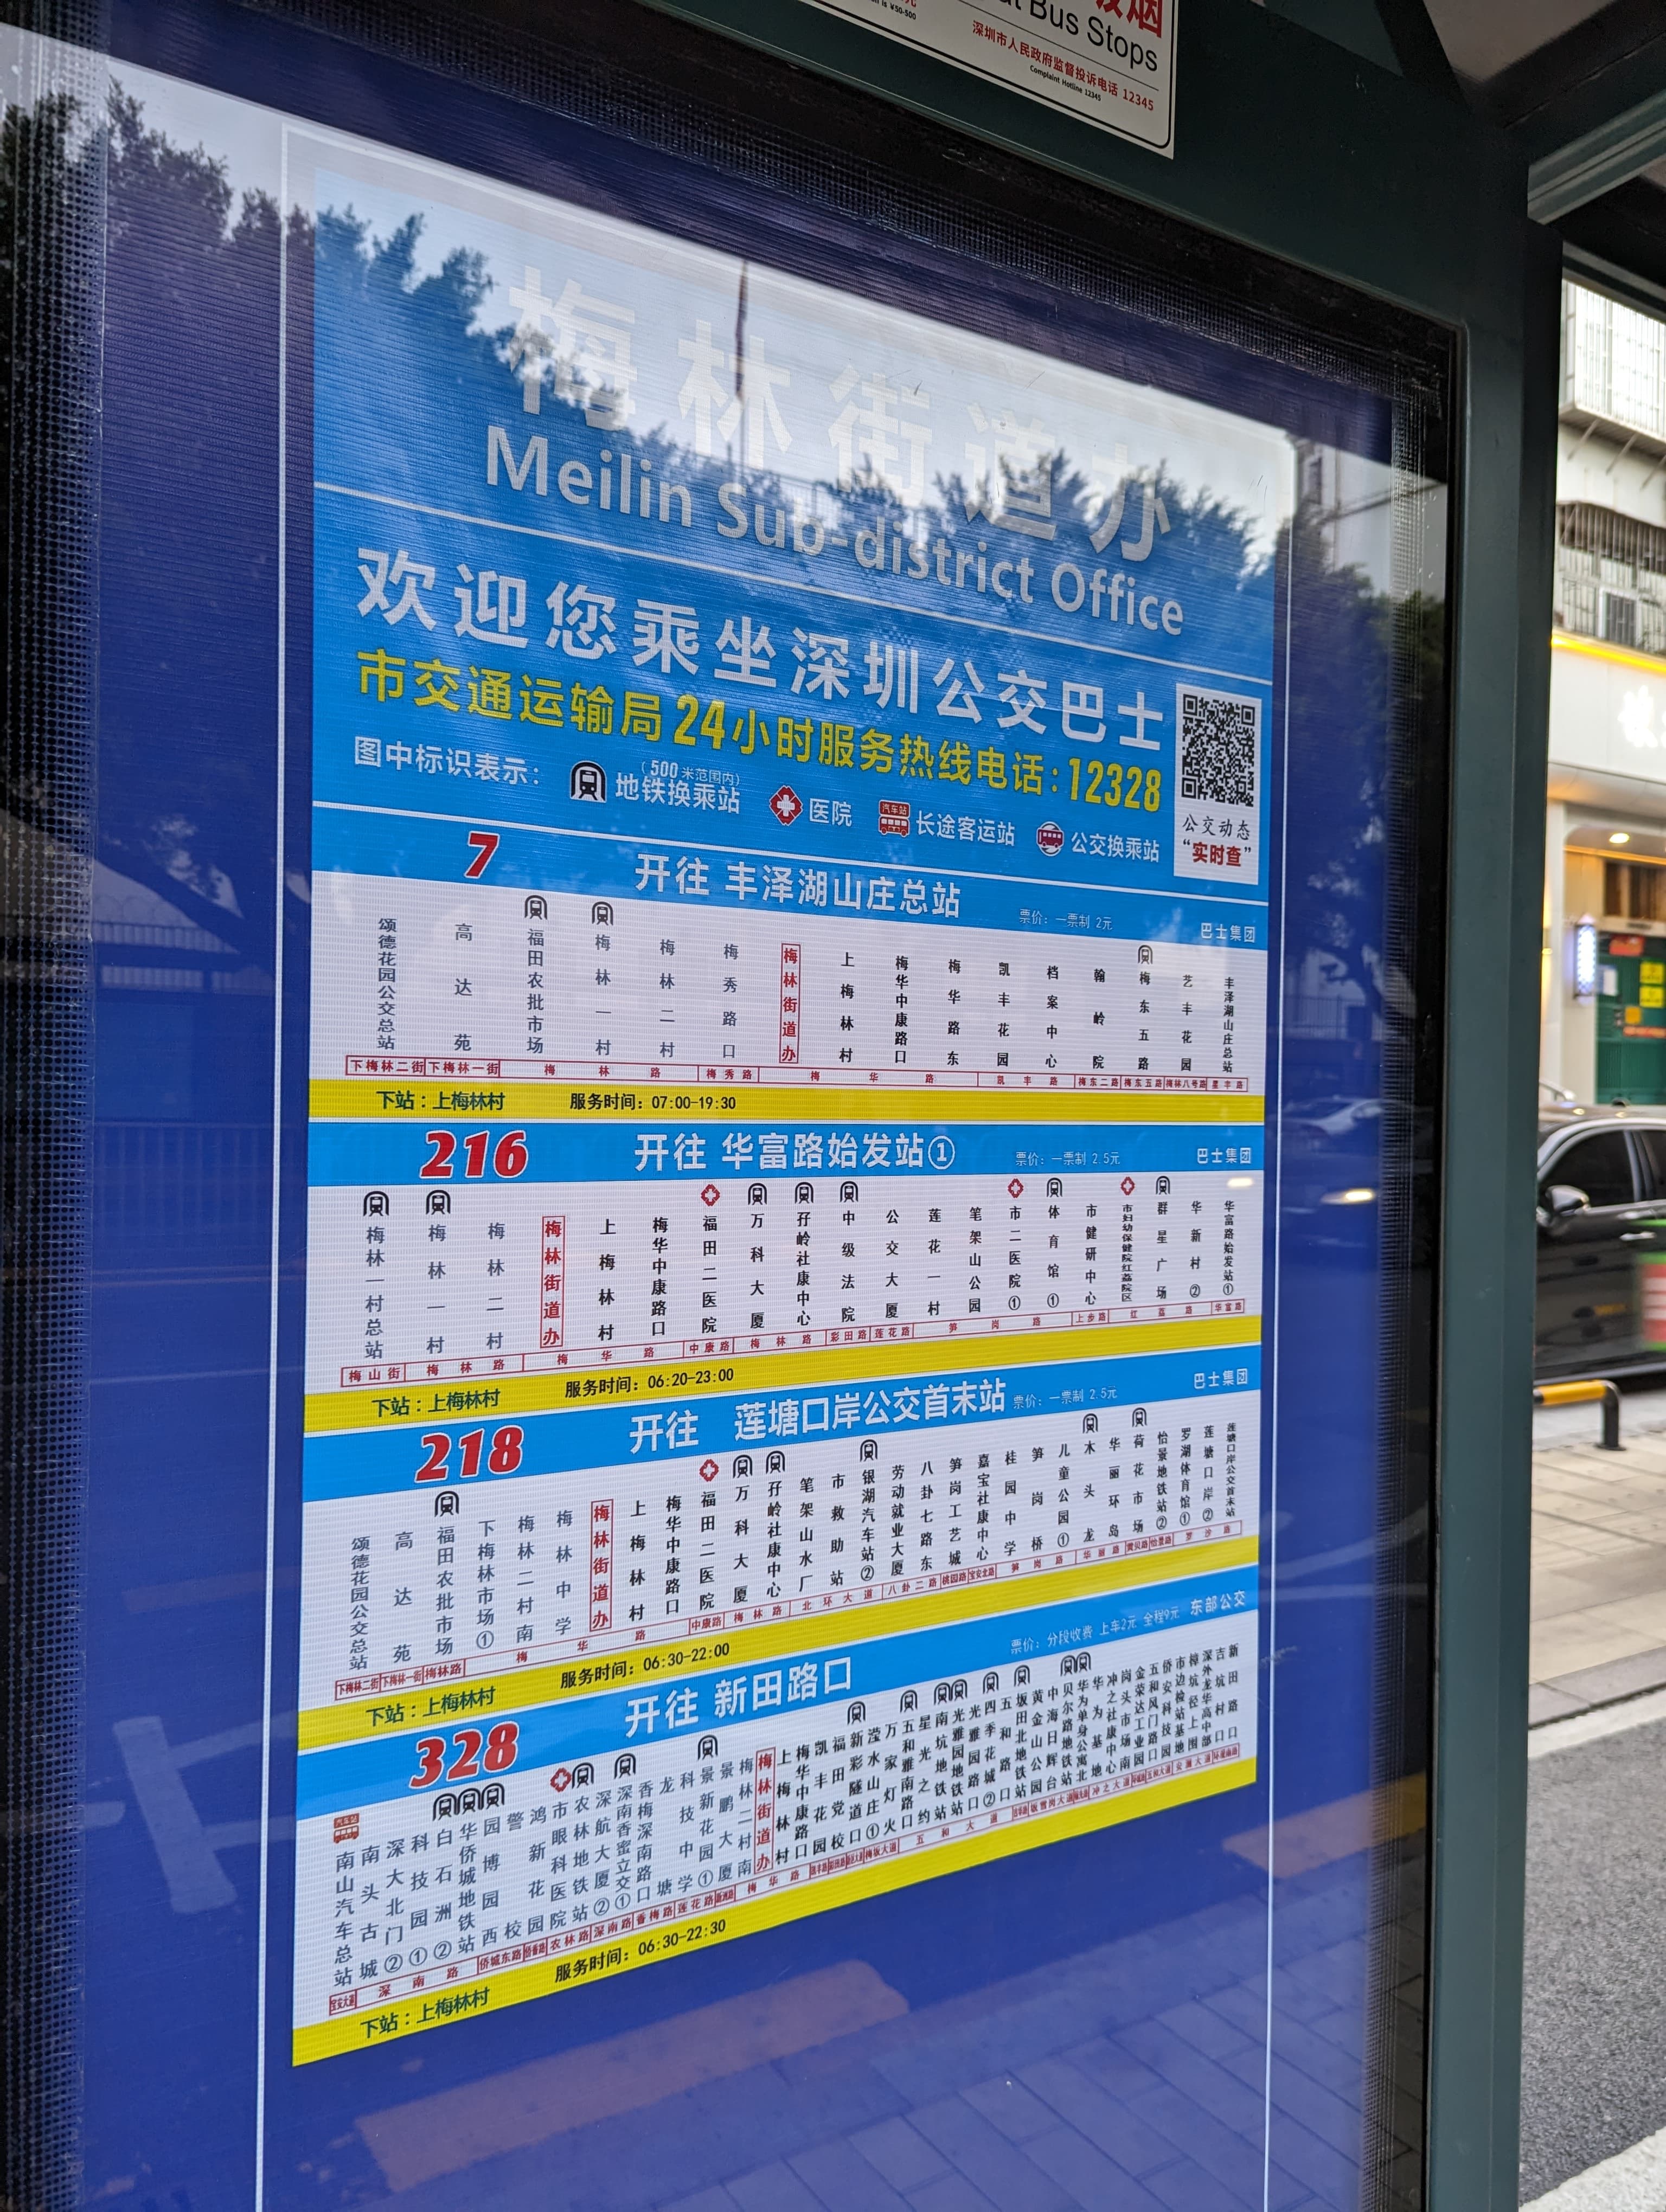 吸烟
at Bus Stops
n is ¥50-500
深圳市人民政府监督投诉电话 12345
Complaint Hotline 12345
梅林街道办
Meilin Sub-district Office
欢迎您乘坐深圳公交巴士
市交通运输局24小时服务热线电话:12328
图中标识表示:
(500米范围内)
地铁换乘站
医院
汽车站
长途客运站
公交换乘站
公交动态
“实时查”
7 开往 丰泽湖山庄总站 票价: 一票制 2元 巴士集团
颂德花园公交总站
高达苑
福田农批市场
梅林一村
梅林二村
梅秀路口
梅林街道办
上梅林村
梅华中康路口
梅华路东
凯丰花园
档案中心
翰岭院
梅东五路
艺丰花园
丰泽湖山庄总站
下梅林二街 下梅林一街 梅林路 梅秀路 梅华路 凯丰路 梅东二路 梅东五路 梅林八号路 星丰路
下站:上梅林村 服务时间: 07:00-19:30
216 开往 华富路始发站① 票价: 一票制 2.5元 巴士集团
梅林一村总站
梅林一村
梅林二村
梅林街道办
上梅林村
梅华中康路口
福田二医院
万科大厦
孖岭社康中心
中级法院
公交大厦
莲花一村
笔架山公园
市二医院①
体育馆①
市健研中心
市妇幼保健院红荔院区
群星广场
华新村②
华富路始发站①
梅山街 梅林路 梅华路 中康路 梅林路 彩田路 莲花路 笋岗路 上步路 红荔路 华富路
下站:上梅林村 服务时间: 06:20-23:00
218 开往 莲塘口岸公交首末站 票价: 一票制 2.5元 巴士集团
颂德花园公交总站
高达苑
福田农批市场
下梅林市场①
梅林二村南
梅林中学
梅林街道办
上梅林村
梅华中康路口
福田二医院
万科大厦
孖岭社康中心
笔架山水厂
市救助站
银湖汽车站②
劳动就业大厦
八卦七路东
笋岗工艺城
嘉宝社康中心
桂园中学
笋岗桥
儿童公园①
木头龙
华丽环岛
荷花市场
怡景地铁站②
罗湖体育馆①
莲塘口岸②
莲塘口岸公交首末站
下梅林二街 下梅林一街 梅林路 梅华路 中康路 梅林路 北环大道 八卦二路 桃园路 宝安北路 笋岗路 华丽路 黄贝路 怡景路 罗沙路
下站:上梅林村 服务时间: 06:30-22:00
328 开往 新田路口 票价: 分段收费 上车2元 全程9元 东部公交
汽车站
南山汽车总站
南头古城
深大北门②
科技园①
白石洲②
华侨城地铁站
园博园西
警校
鸿新花园
市眼科医院
农林地铁站
深航大厦②
深南香蜜立交①
香梅深南路口
龙塘
科技中学
景新花园①
景鹏大厦
梅林二村南
梅林街道办
上梅林村
梅华中康路口
凯丰花园
福田党校
新彩隧道口
滢水山庄①
万家灯火
五和雅南路口
星光之约
南坑地铁站
光雅园地铁站
光雅园路口
四季花城②
五和路口
坂田北地铁站
黄金山公园
中海日辉台
贝尔路地铁站
华为单身公寓北
华为基地
冲之社康中心
岗头市场南
五和大道 安澜大道 环观南路
下站:上梅林村 服务时间: 06:30-22:30